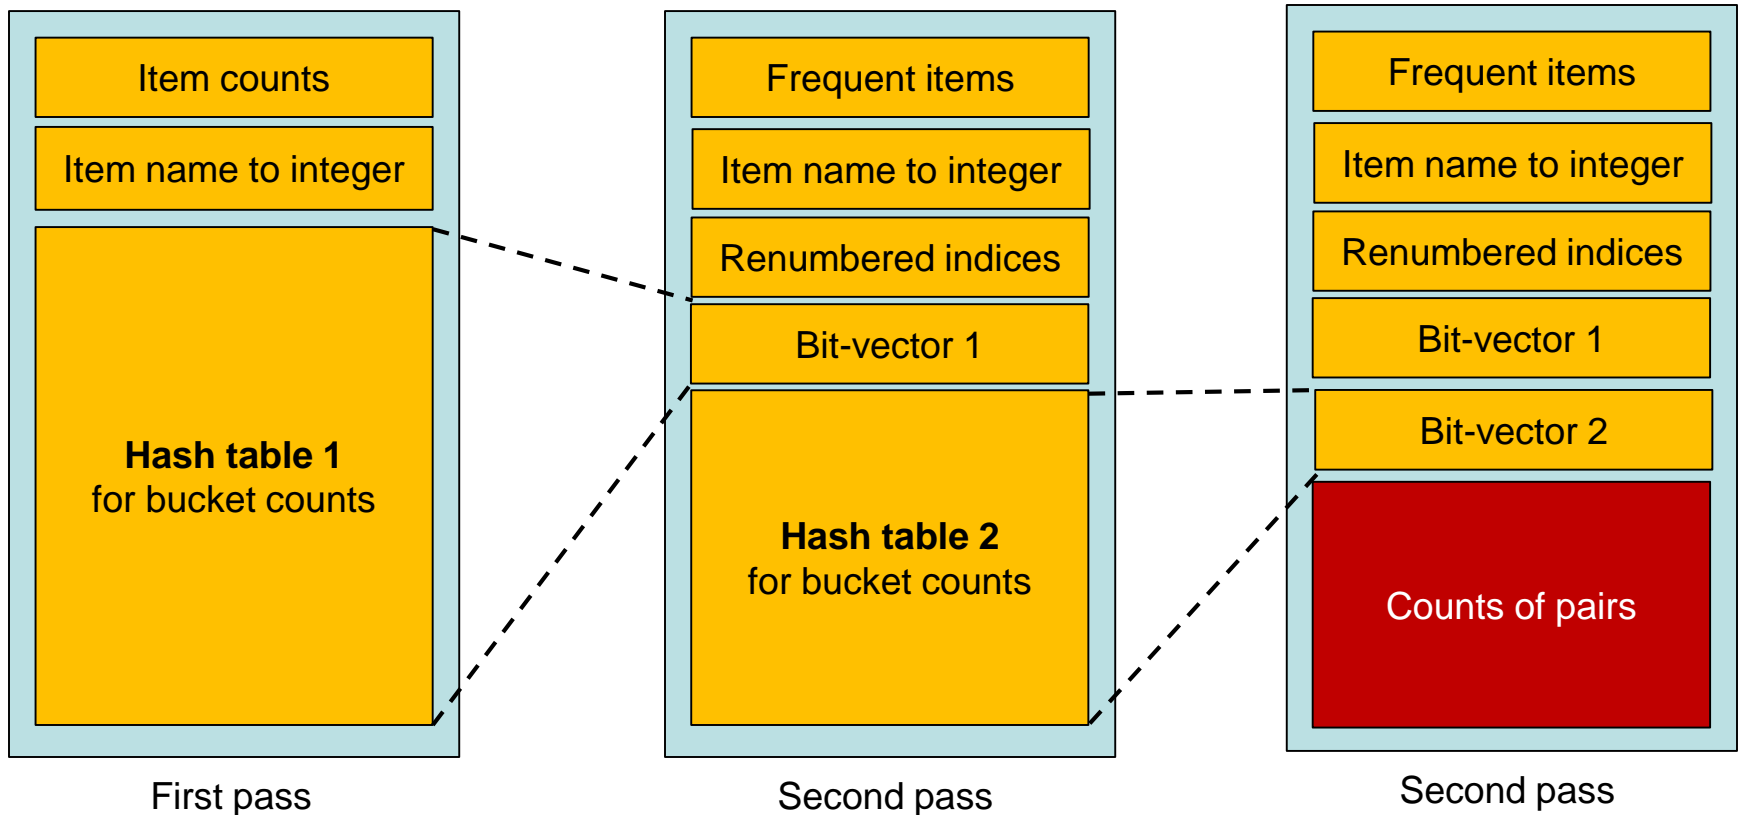 Item counts
Item name to integer
Hash table 1
for bucket counts
First pass
Frequent items
Item name to integer
Renumbered indices
Bit-vector 1
Hash table 2
for bucket counts
Second pass
Frequent items
Item name to integer
Renumbered indices
Bit-vector 1
Bit-vector 2
Counts of pairs
Second pass